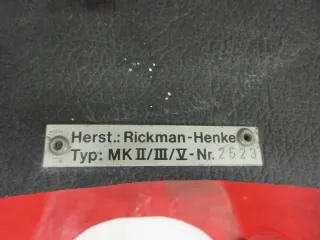 Herst.: Rickman-Henke
Typ: MK II/III/V-Nr. 2523